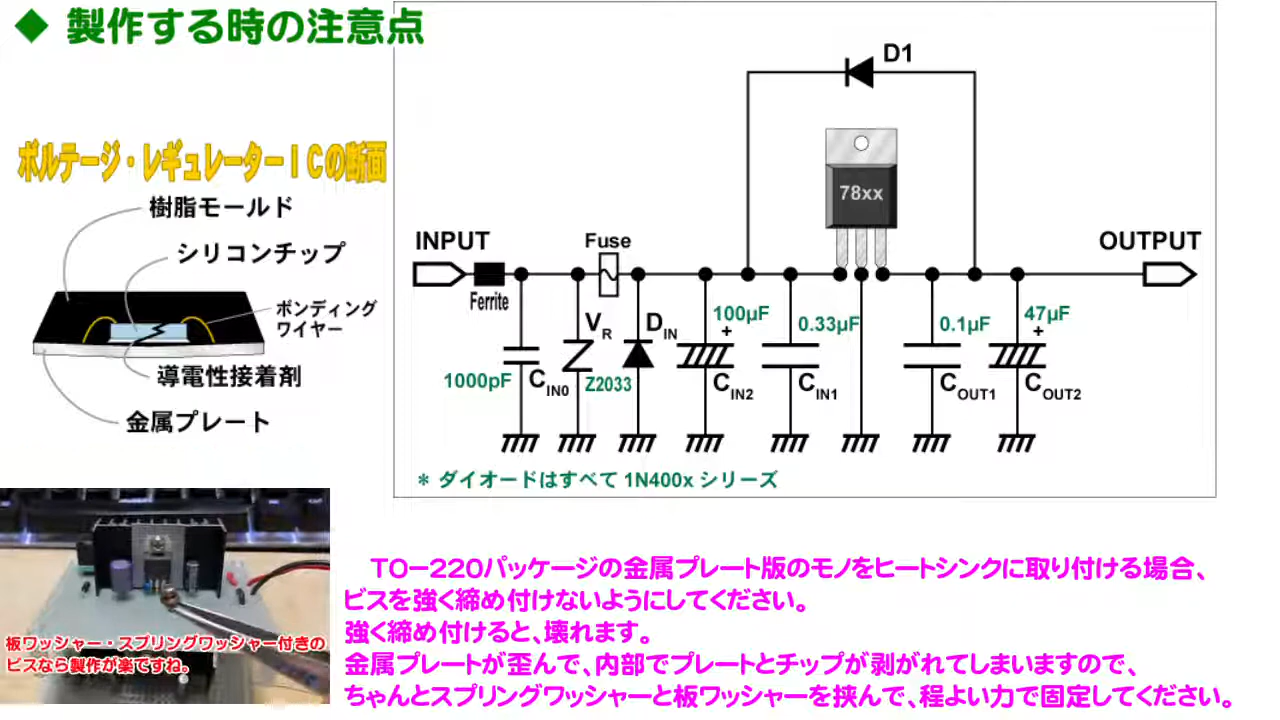 ◆ 製作する時の注意点
ボルテージ・レギュレーターＩＣの断面
樹脂モールド
シリコンチップ
ボンディング
ワイヤー
導電性接着剤
金属プレート
D1
78xx
INPUT
Fuse
OUTPUT
Ferrite
1000pF
CIN0
VR
Z2033
DIN
100μF
+
CIN2
0.33μF
CIN1
0.1μF
COUT1
47μF
+
COUT2
* ダイオードはすべて 1N400x シリーズ
板ワッシャー・スプリングワッシャー付きの
ビスなら製作が楽ですね。
TO-220パッケージの金属プレート版のモノをヒートシンクに取り付ける場合、
ビスを強く締め付けないようにしてください。
強く締め付けると、壊れます。
金属プレートが歪んで、内部でプレートとチップが剥がれてしまいますので、
ちゃんとスプリングワッシャーと板ワッシャーを挟んで、程よい力で固定してください。